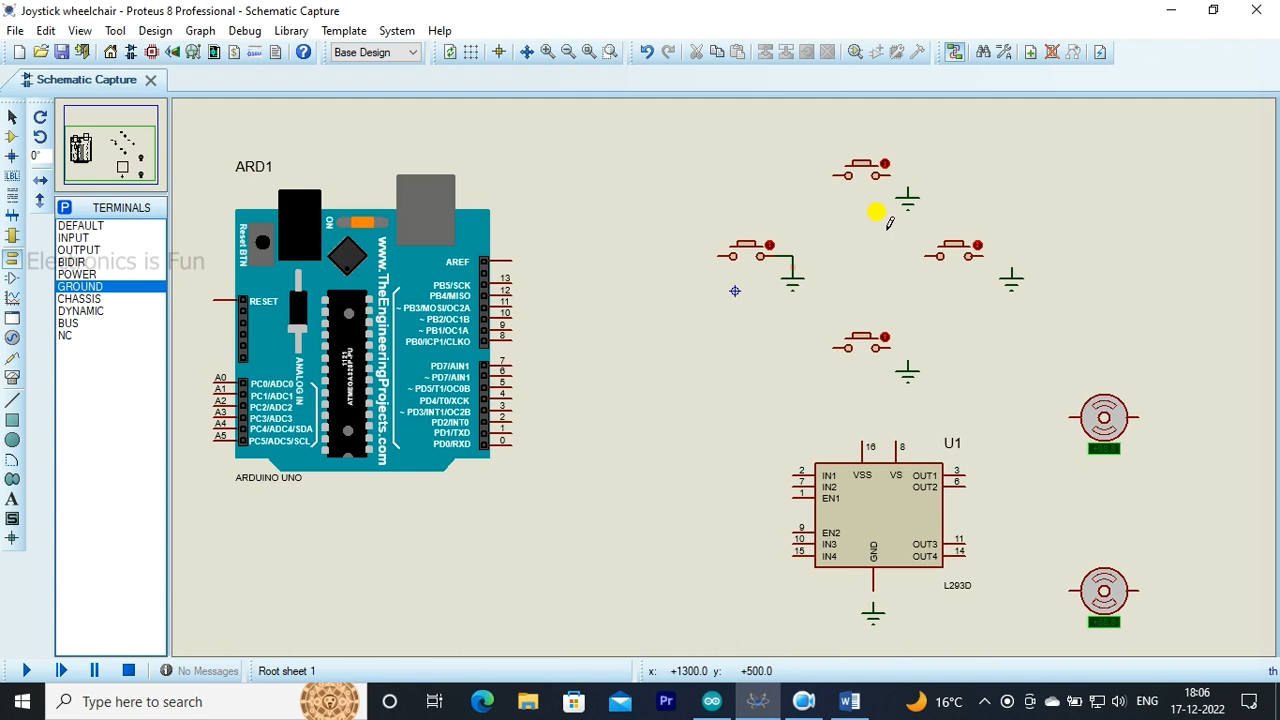 Joystick wheelchair - Proteus 8 Professional - Schematic Capture
File Edit View Tool Design Graph Debug Library Template System Help
Base Design
Schematic Capture
0°
LBL
P TERMINALS
DEFAULT
INPUT
OUTPUT
BIDIR
POWER
GROUND
CHASSIS
DYNAMIC
BUS
NC
Electronics is Fun
ARD1
Reset BTN
ON
www.TheEngineeringProjects.com
ANALOG IN
RESET
A0 PC0/ADC0
A1 PC1/ADC1
A2 PC2/ADC2
A3 PC3/ADC3
A4 PC4/ADC4/SDA
A5 PC5/ADC5/SCL
AREF
PB5/SCK 13
PB4/MISO 12
~ PB3/MOSI/OC2A 11
~ PB2/OC1B 10
~ PB1/OC1A 9
PB0/ICP1/CLKO 8
PD7/AIN1 7
~ PD7/AIN1 6
~ PD5/T1/OC0B 5
PD4/T0/XCK 4
~ PD3/INT1/OC2B 3
PD2/INT0 2
PD1/TXD 1
PD0/RXD 0
ARDUINO UNO
U1
16 8
2 IN1 VSS VS OUT1 3
7 IN2 OUT2 6
1 EN1
9 EN2
10 IN3 OUT3 11
15 IN4 OUT4 14
GND
L293D
No Messages
Root sheet 1
x: +1300.0 y: +500.0
th
Type here to search
Pr
16°C
ENG
18:06
17-12-2022